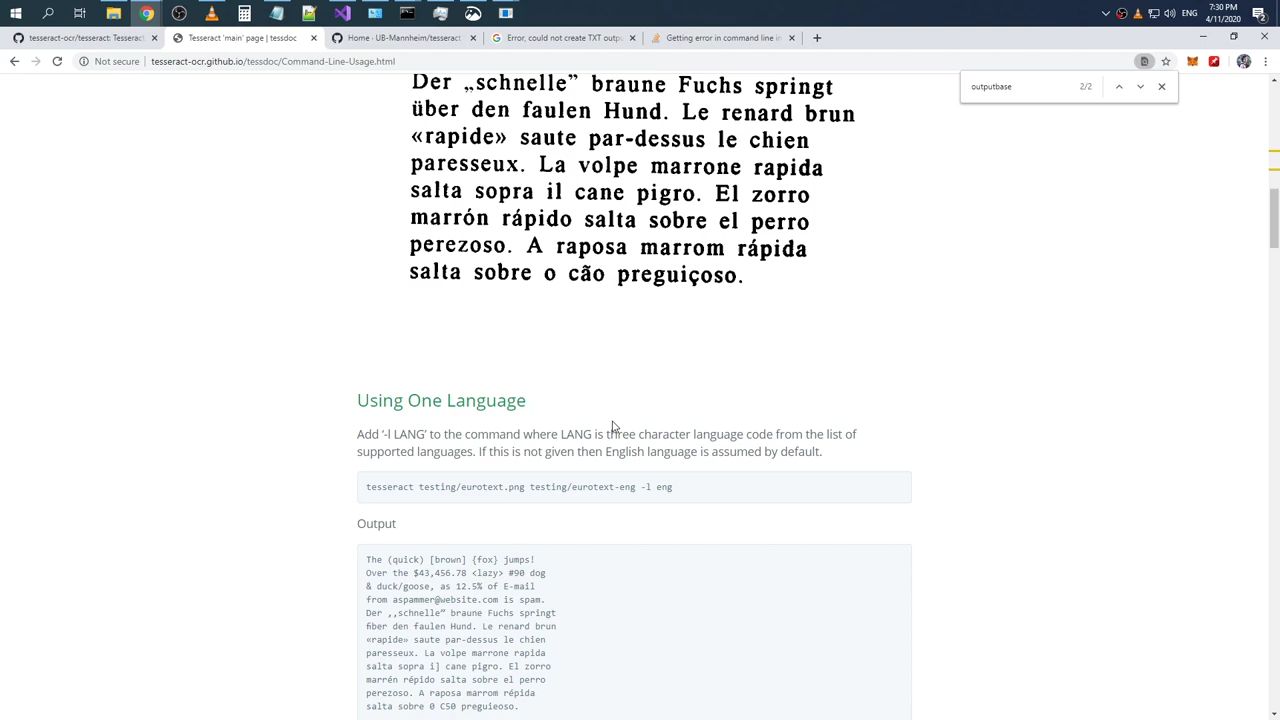 7:30 PM
ENG
4/11/2020
tesseract-ocr/tesseract: Tesseract
Tesseract 'main' page | tessdoc
Home · UB-Mannheim/tesseract
Error, could not create TXT outp
Getting error in command line in
Not secure
tesseract-ocr.github.io/tessdoc/Command-Line-Usage.html
outputbase
2/2
Der „schnelle” braune Fuchs springt
über den faulen Hund. Le renard brun
«rapide» saute par-dessus le chien
paresseux. La volpe marrone rapida
salta sopra il cane pigro. El zorro
marrón rápido salta sobre el perro
perezoso. A raposa marrom rápida
salta sobre o cão preguiçoso.
Using One Language
Add ‘-l LANG’ to the command where LANG is three character language code from the list of
supported languages. If this is not given then English language is assumed by default.
tesseract testing/eurotext.png testing/eurotext-eng -l eng
Output
The (quick) [brown] {fox} jumps!
Over the $43,456.78 <lazy> #90 dog
& duck/goose, as 12.5% of E-mail
from aspammer@website.com is spam.
Der ,,schnelle” braune Fuchs springt
ﬁber den faulen Hund. Le renard brun
«rapide» saute par-dessus le chien
paresseux. La volpe marrone rapida
salta sopra i] cane pigro. El zorro
marrén répido salta sobre el perro
perezoso. A raposa marrom répida
salta sobre 0 C50 preguieoso.